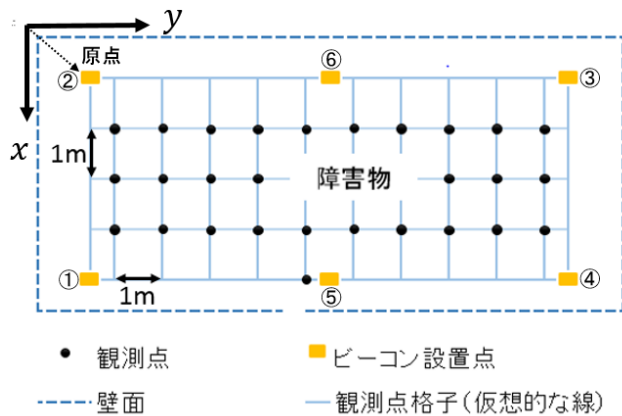 y
原点
⑥
②
③
x
1m
障害物
①
④
1m
⑤
観測点
ビーコン設置点
壁面
観測点格子(仮想的な線)